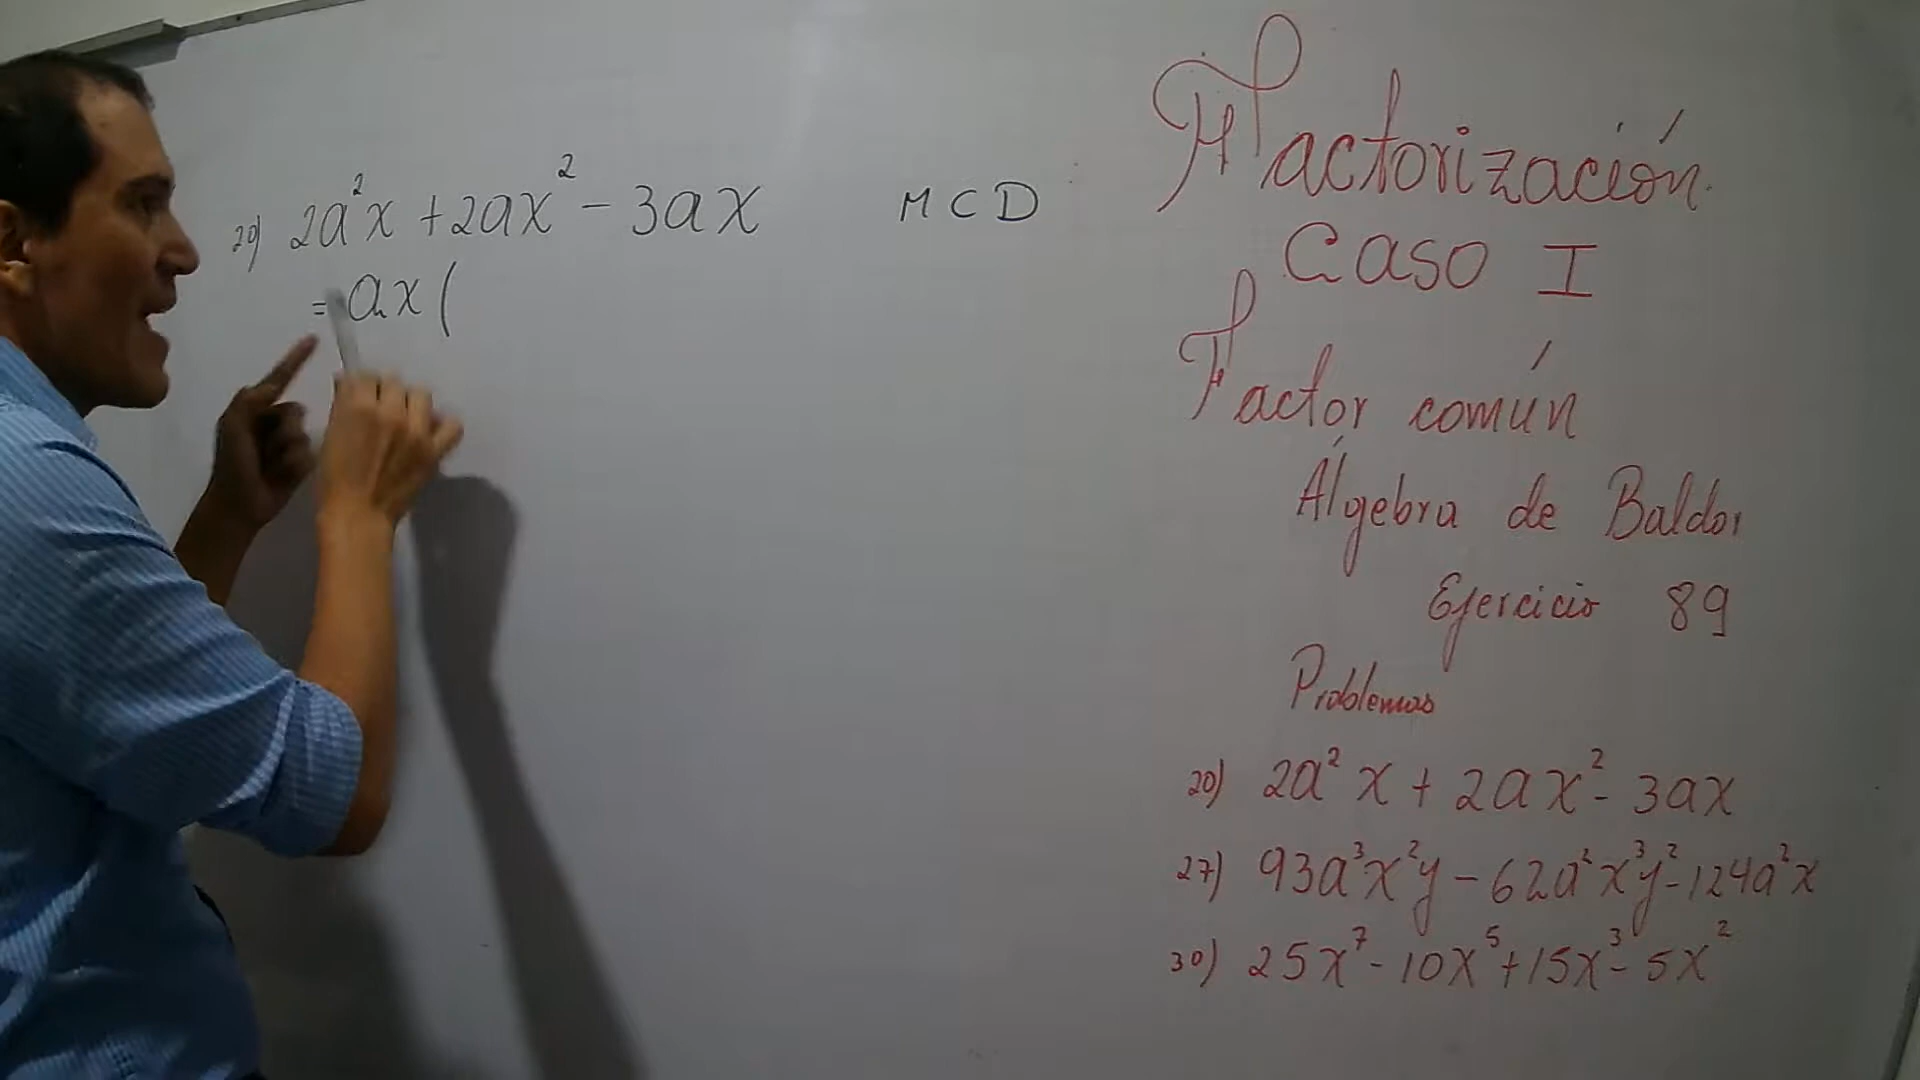 20) 2a²x + 2ax² - 3ax
= ax (
M C D
Factorización
Caso I
Factor común
Álgebra de Baldor
Ejercicio 89
Problemas
20) 2a²x + 2ax² - 3ax
27) 93a³x²y - 62a²x³y² - 124a²x
30) 25x⁷ - 10x⁵ + 15x³ - 5x²